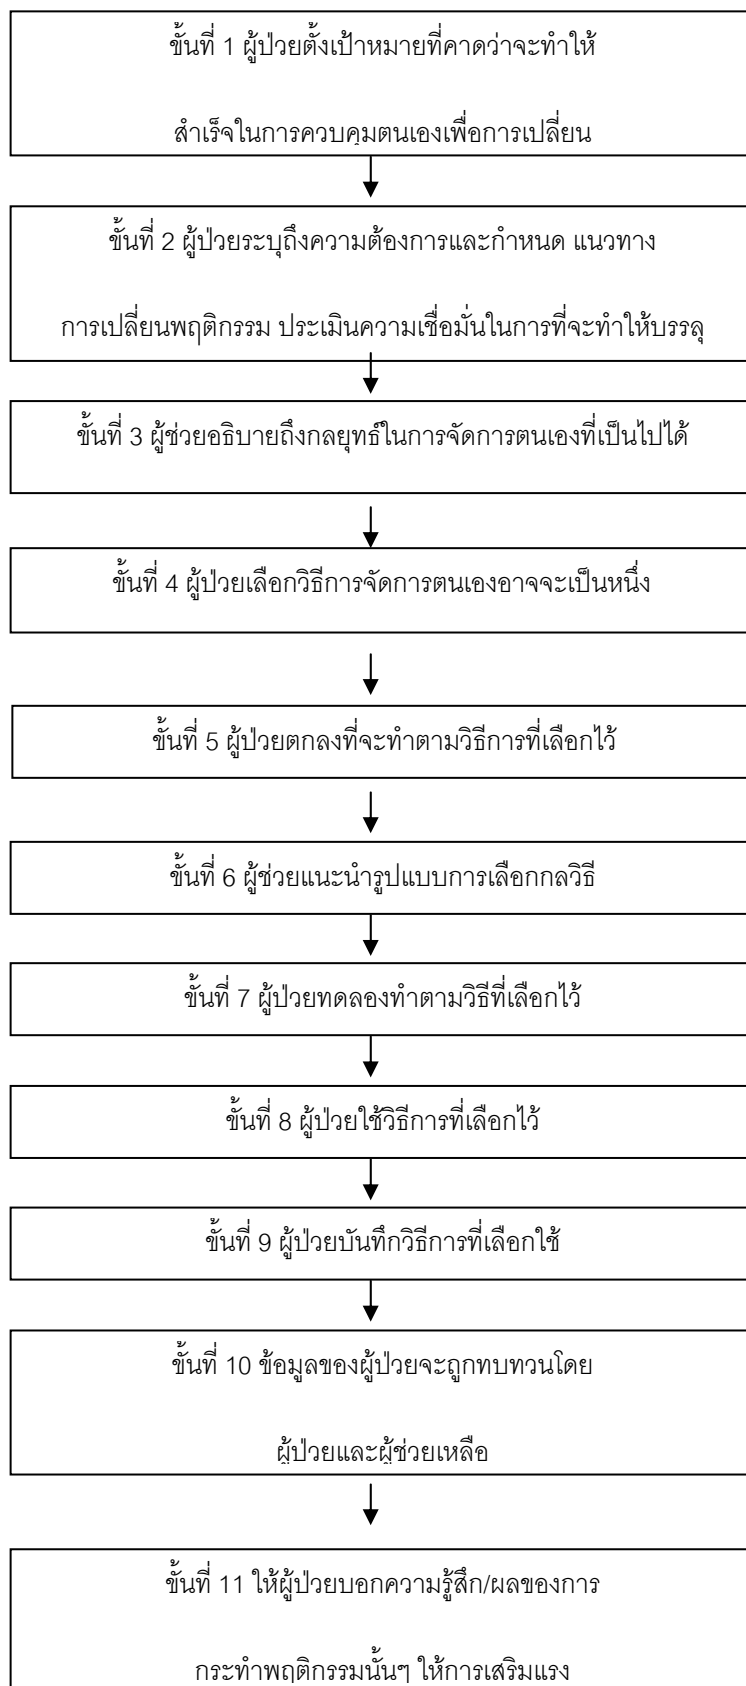 ขั้นที่ 1 ผู้ป่วยตั้งเป้าหมายที่คาดว่าจะทำให้
สำเร็จในการควบคุมตนเองเพื่อการเปลี่ยน
ขั้นที่ 2 ผู้ป่วยระบุถึงความต้องการและกำหนด แนวทาง
การเปลี่ยนพฤติกรรม ประเมินความเชื่อมั่นในการที่จะทำให้บรรลุ
ขั้นที่ 3 ผู้ช่วยอธิบายถึงกลยุทธ์ในการจัดการตนเองที่เป็นไปได้
ขั้นที่ 4 ผู้ป่วยเลือกวิธีการจัดการตนเองอาจจะเป็นหนึ่ง
ขั้นที่ 5 ผู้ป่วยตกลงที่จะทำตามวิธีการที่เลือกไว้
ขั้นที่ 6 ผู้ช่วยแนะนำรูปแบบการเลือกกลวิธี
ขั้นที่ 7 ผู้ป่วยทดลองทำตามวิธีที่เลือกไว้
ขั้นที่ 8 ผู้ป่วยใช้วิธีการที่เลือกไว้
ขั้นที่ 9 ผู้ป่วยบันทึกวิธีการที่เลือกใช้
ขั้นที่ 10 ข้อมูลของผู้ป่วยจะถูกทบทวนโดย
ผู้ป่วยและผู้ช่วยเหลือ
ขั้นที่ 11 ให้ผู้ป่วยบอกความรู้สึก/ผลของการ
กระทำพฤติกรรมนั้นๆ ให้การเสริมแรง